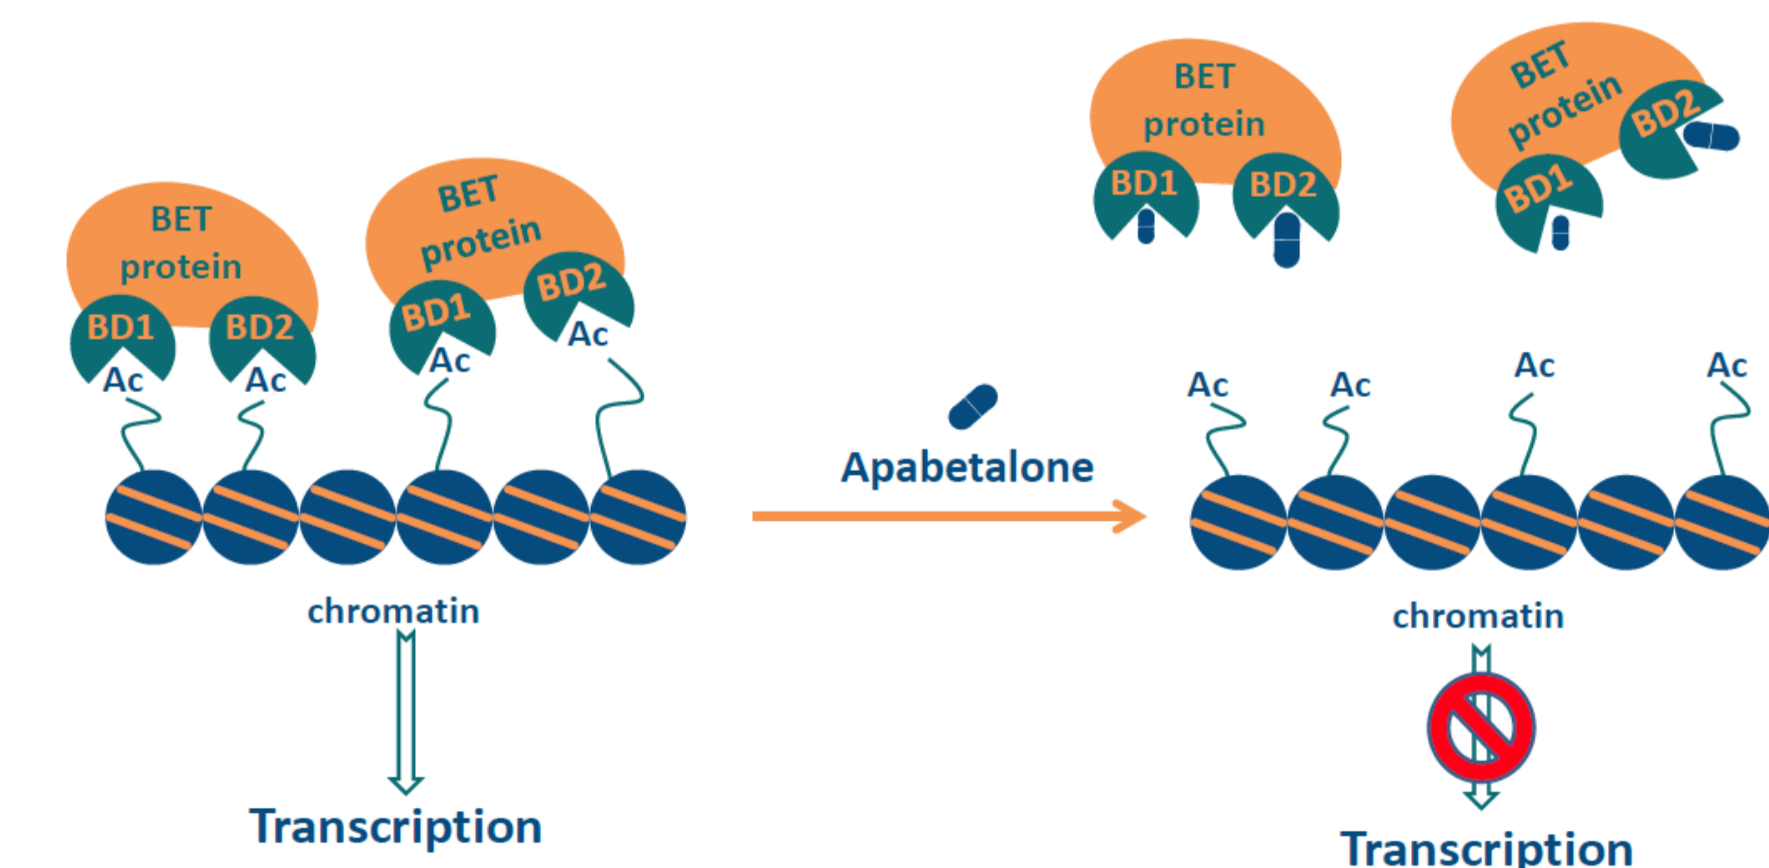 BET
protein
BD1
BD2
Ac
Ac
BET
protein
BD1
BD2
Ac
Ac
chromatin
Transcription
Apabetalone
BET
protein
BD1
BD2
BET
protein
BD1
BD2
Ac
Ac
Ac
Ac
chromatin
Transcription